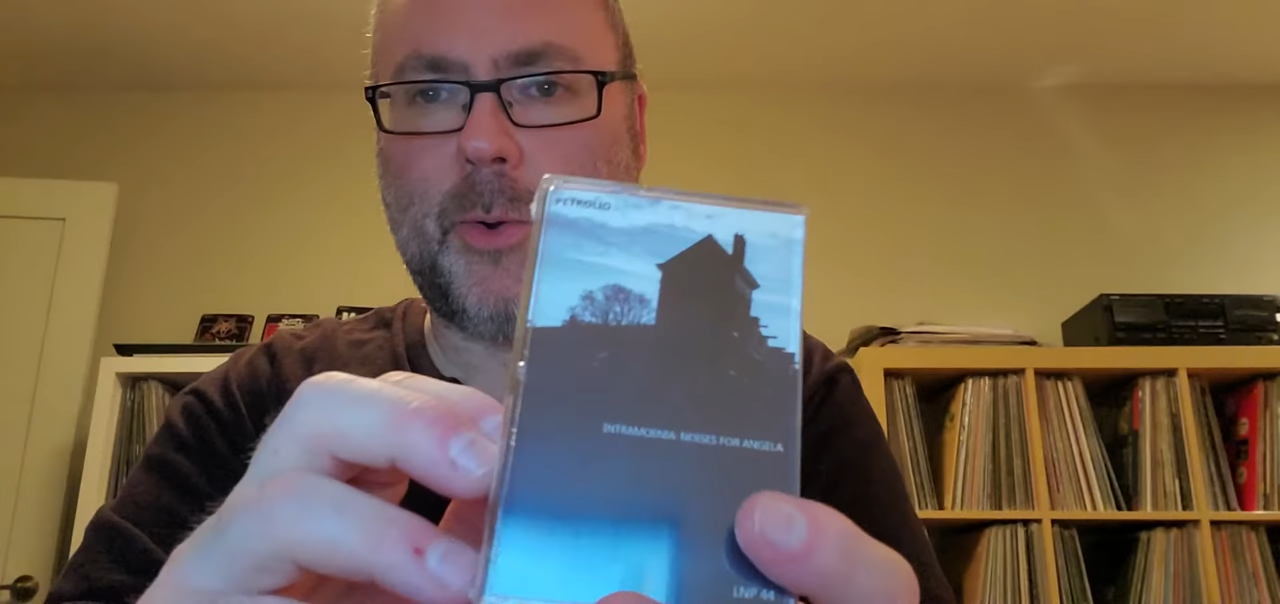 PETROLIO
INTRAMOENIA: NOISES FOR ANGELA
LNP 44